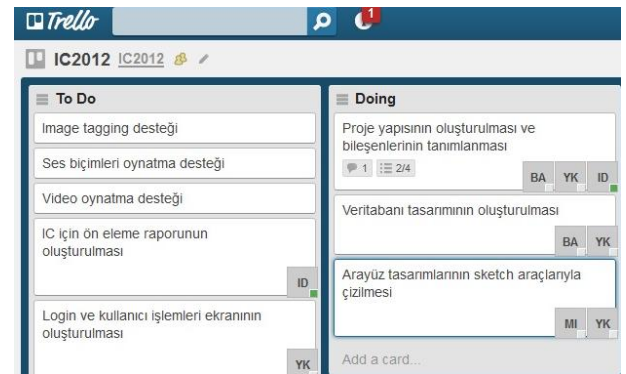 Trello
1
IC2012 IC2012
To Do
Image tagging desteği
Ses biçimleri oynatma desteği
Video oynatma desteği
IC için ön eleme raporunun
oluşturulması
ID
Login ve kullanıcı işlemleri ekranının
oluşturulması
YK
Doing
Proje yapısının oluşturulması ve
bileşenlerinin tanımlanması
1 2/4
BA YK ID
Veritabanı tasarımının oluşturulması
BA YK
Arayüz tasarımlarının sketch araçlarıyla
çizilmesi
MI YK
Add a card...